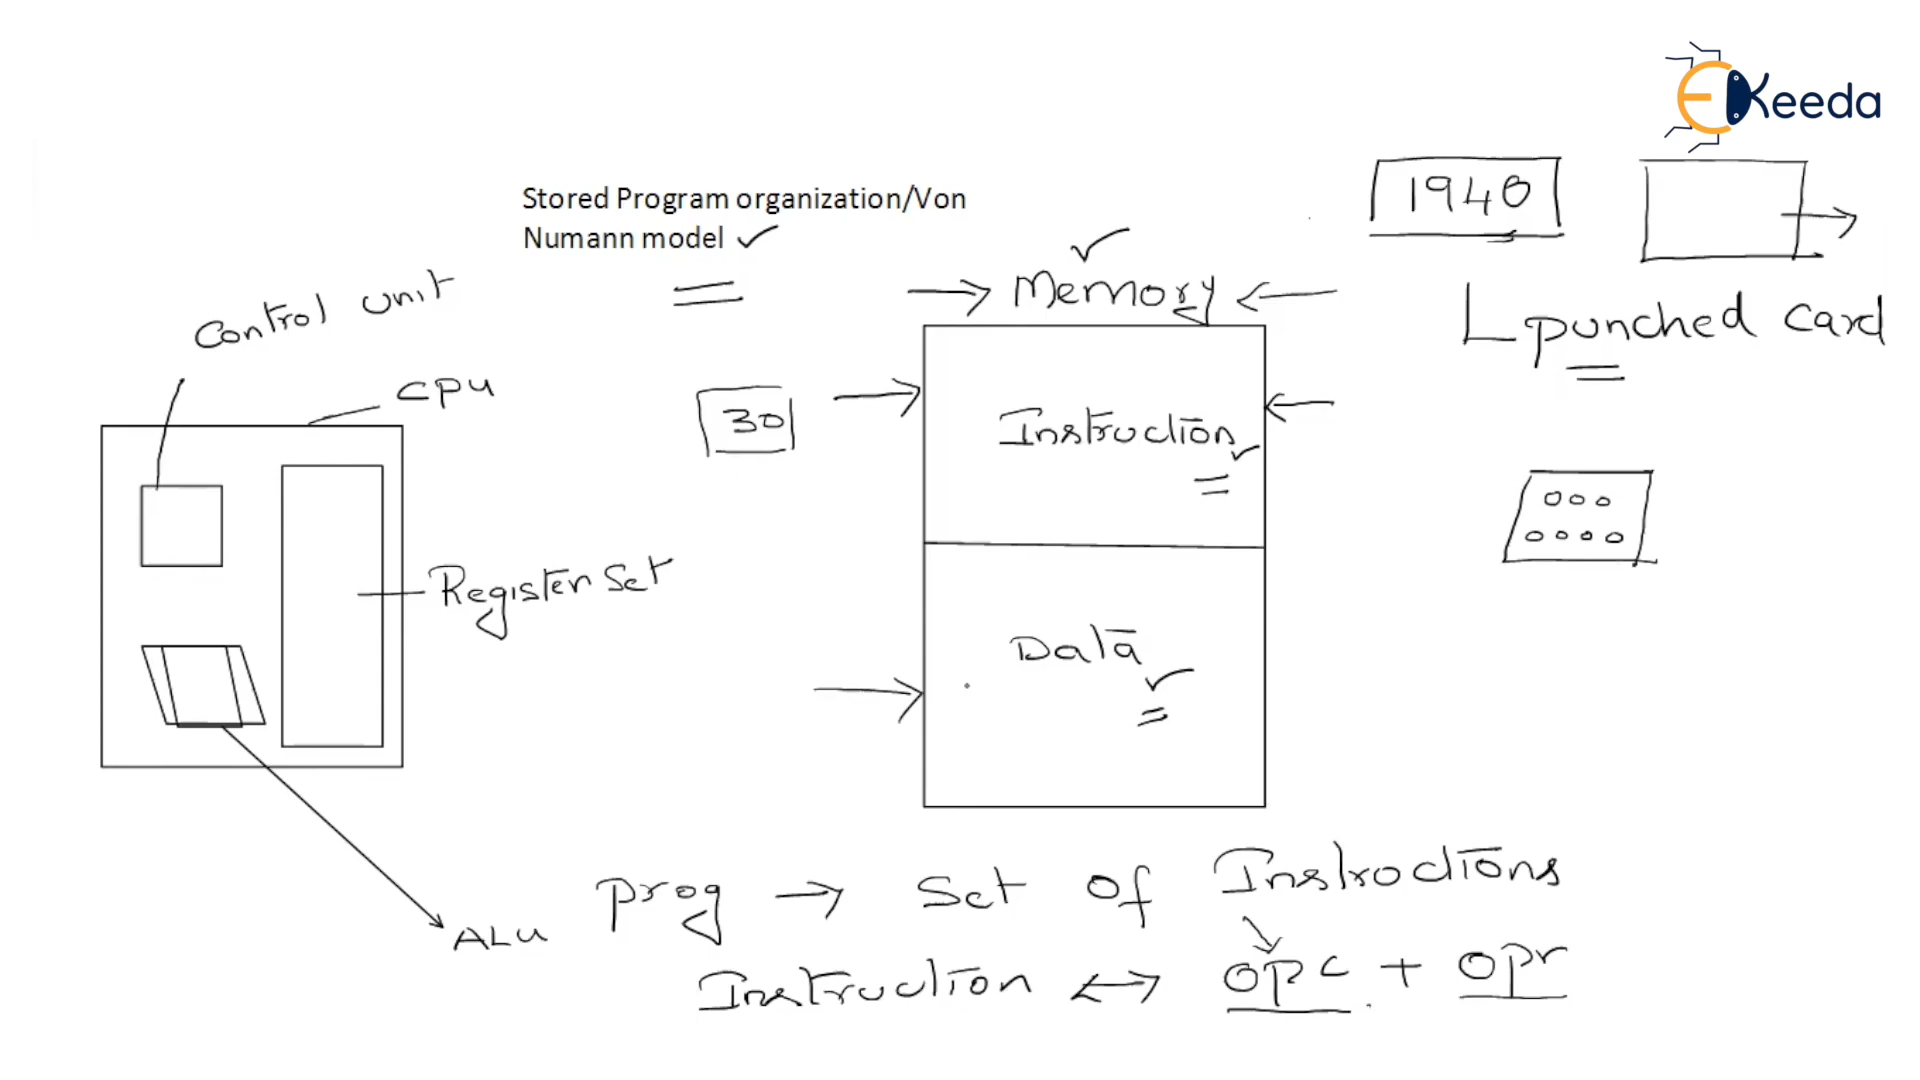 EKeeda
Stored Program organization/Von
Numann model
1940
Memory
punched card
control unit
CPU
30
Instruction
Register Set
Data
ALU
prog → Set of Instructions
Instruction ↔ opc + opr